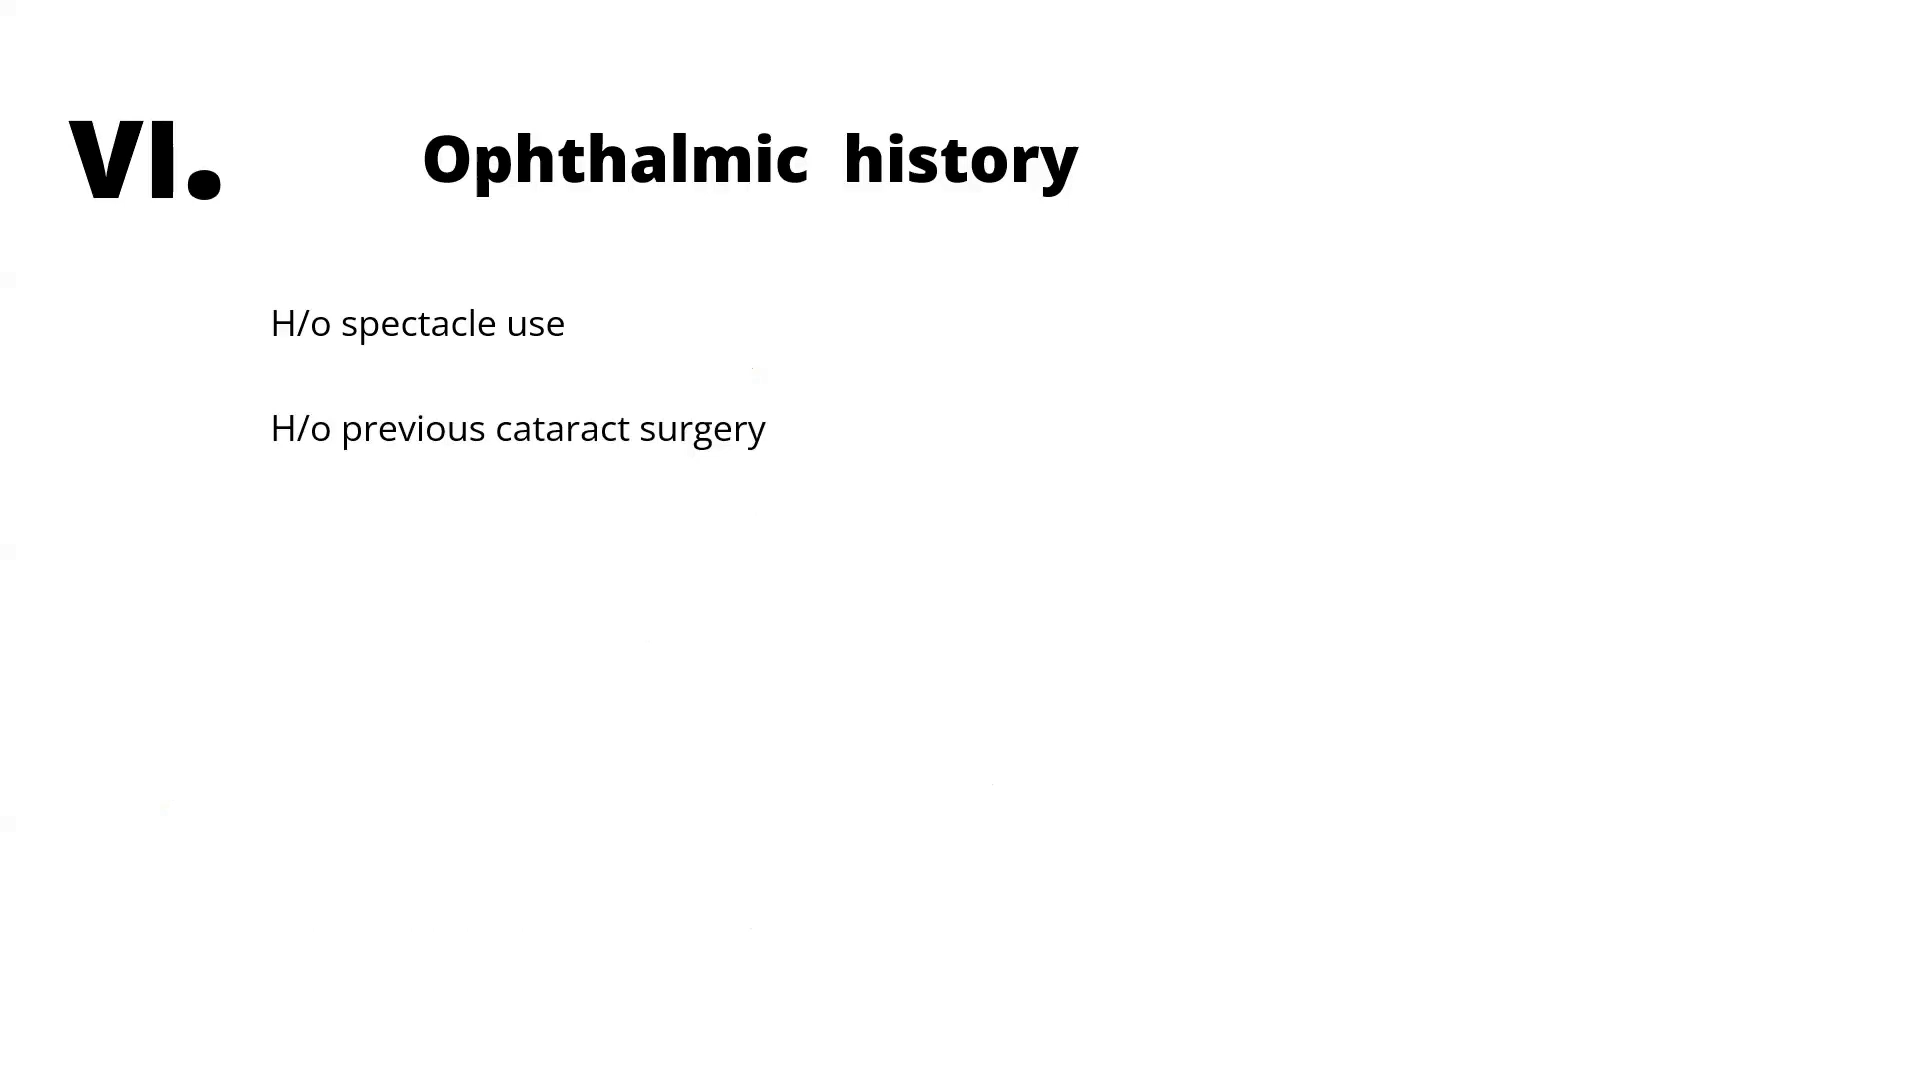 VI. Ophthalmic history
H/o spectacle use
H/o previous cataract surgery